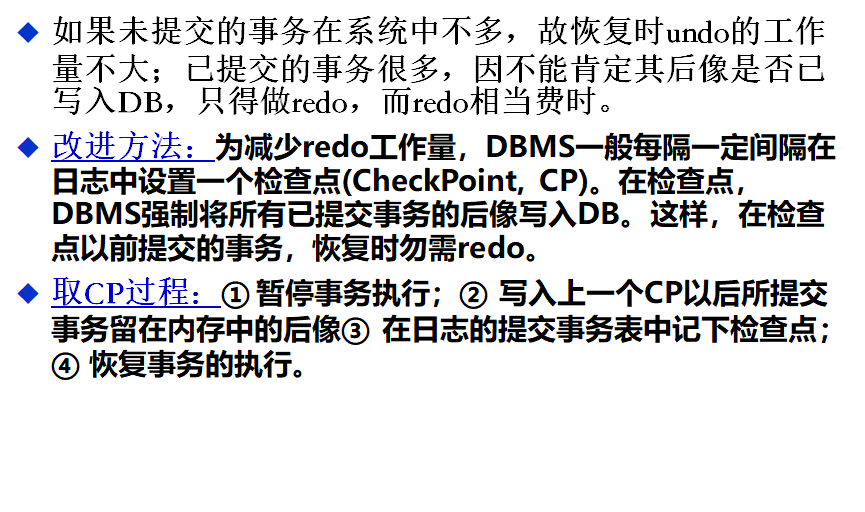 ◆ 如果未提交的事务在系统中不多，故恢复时undo的工作
量不大；己提交的事务很多，因不能肯定其后像是否己
写入DB，只得做redo，而redo相当费时。
◆ 改进方法：为减少redo工作量，DBMS一般每隔一定间隔在
日志中设置一个检查点(CheckPoint, CP)。在检查点，
DBMS强制将所有已提交事务的后像写入DB。这样，在检查
点以前提交的事务，恢复时勿需redo。
◆ 取CP过程：① 暂停事务执行；② 写入上一个CP以后所提交
事务留在内存中的后像③ 在日志的提交事务表中记下检查点；
④ 恢复事务的执行。